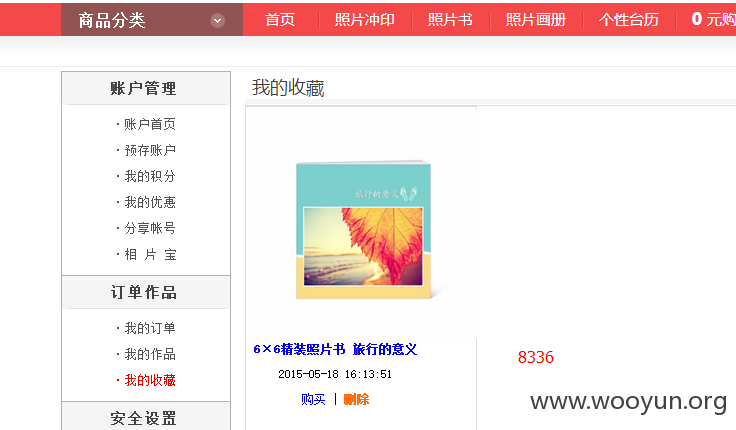 商品分类
首页 照片冲印 照片书 照片画册 个性台历 0 元购
账户管理
·账户首页
·预存账户
·我的积分
·我的优惠
·分享帐号
·相 片 宝
订单作品
·我的订单
·我的作品
·我的收藏
安全设置
我的收藏
旅行的意义
6×6精装照片书 旅行的意义
2015-05-18 16:13:51
购买 | 删除
8336
www.wooyun.org